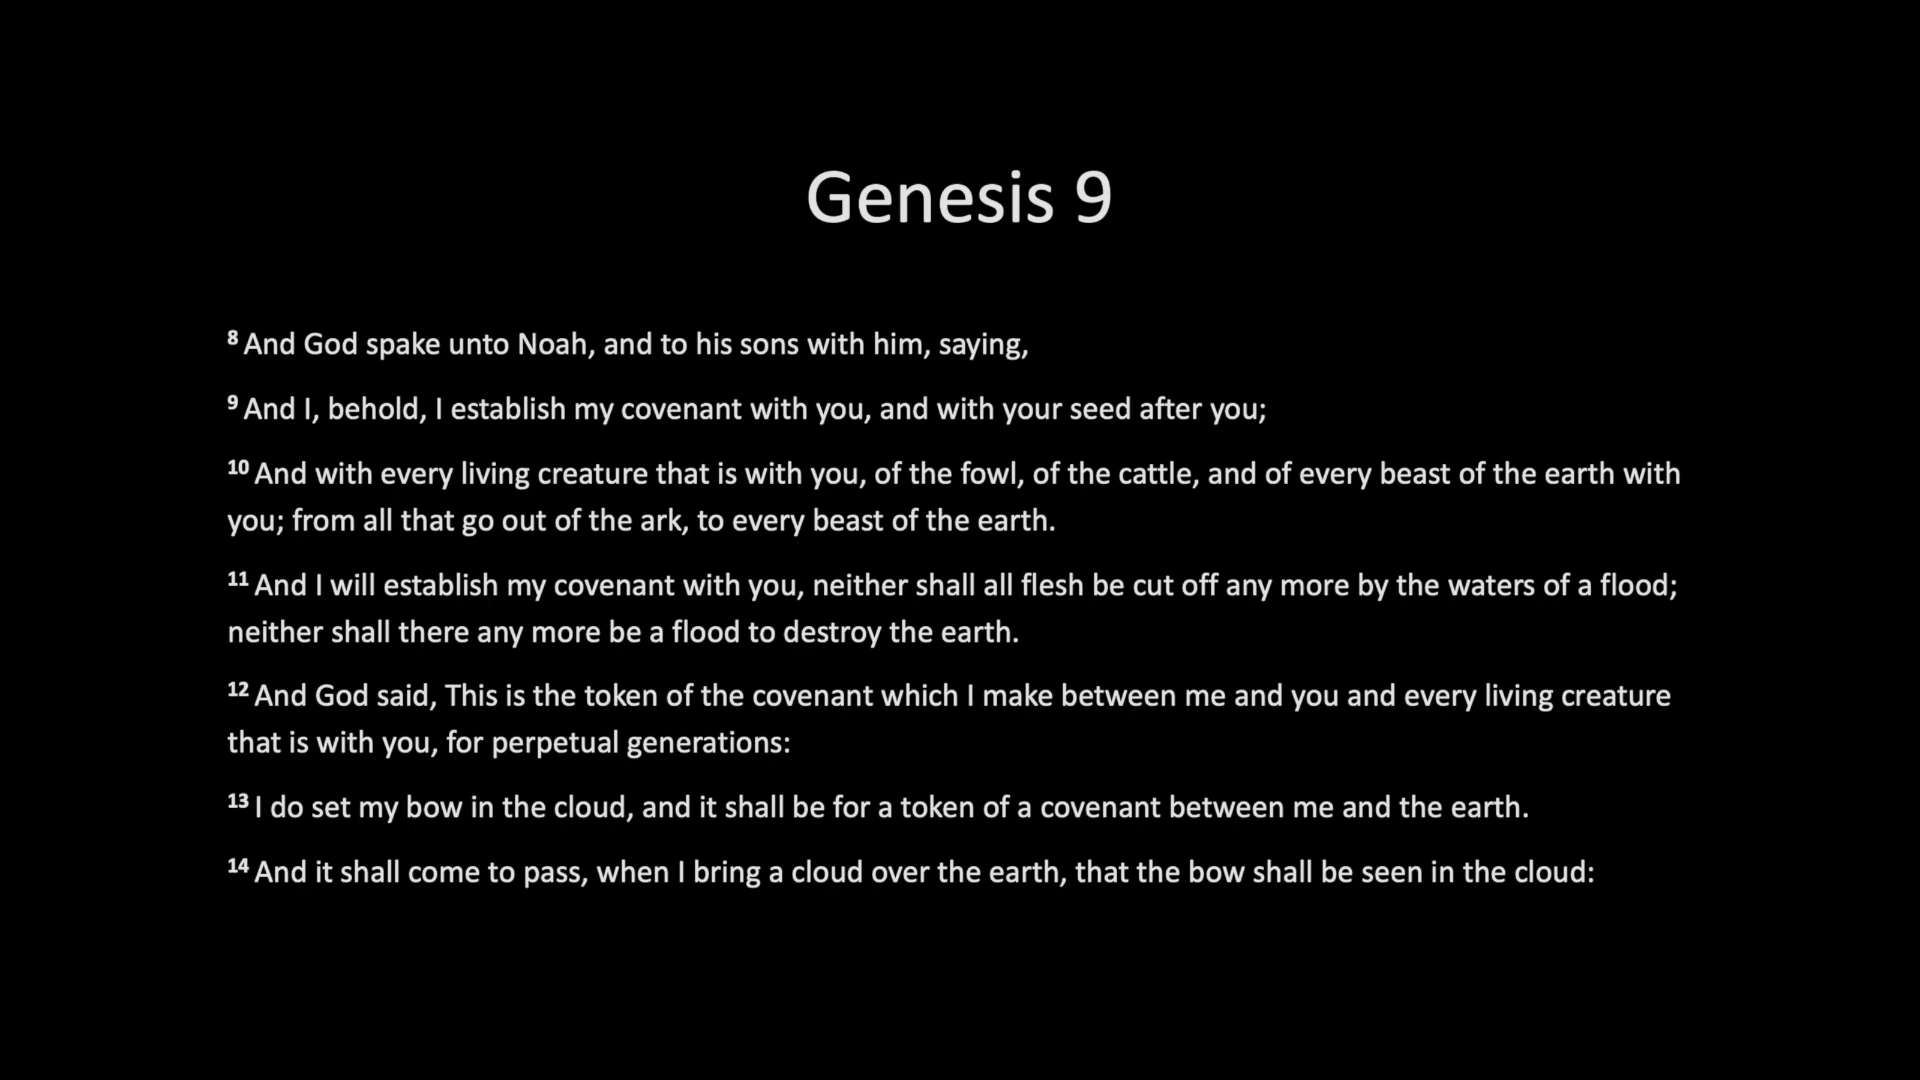 Genesis 9
8 And God spake unto Noah, and to his sons with him, saying,
9 And I, behold, I establish my covenant with you, and with your seed after you;
10 And with every living creature that is with you, of the fowl, of the cattle, and of every beast of the earth with
you; from all that go out of the ark, to every beast of the earth.
11 And I will establish my covenant with you, neither shall all flesh be cut off any more by the waters of a flood;
neither shall there any more be a flood to destroy the earth.
12 And God said, This is the token of the covenant which I make between me and you and every living creature
that is with you, for perpetual generations:
13 I do set my bow in the cloud, and it shall be for a token of a covenant between me and the earth.
14 And it shall come to pass, when I bring a cloud over the earth, that the bow shall be seen in the cloud: